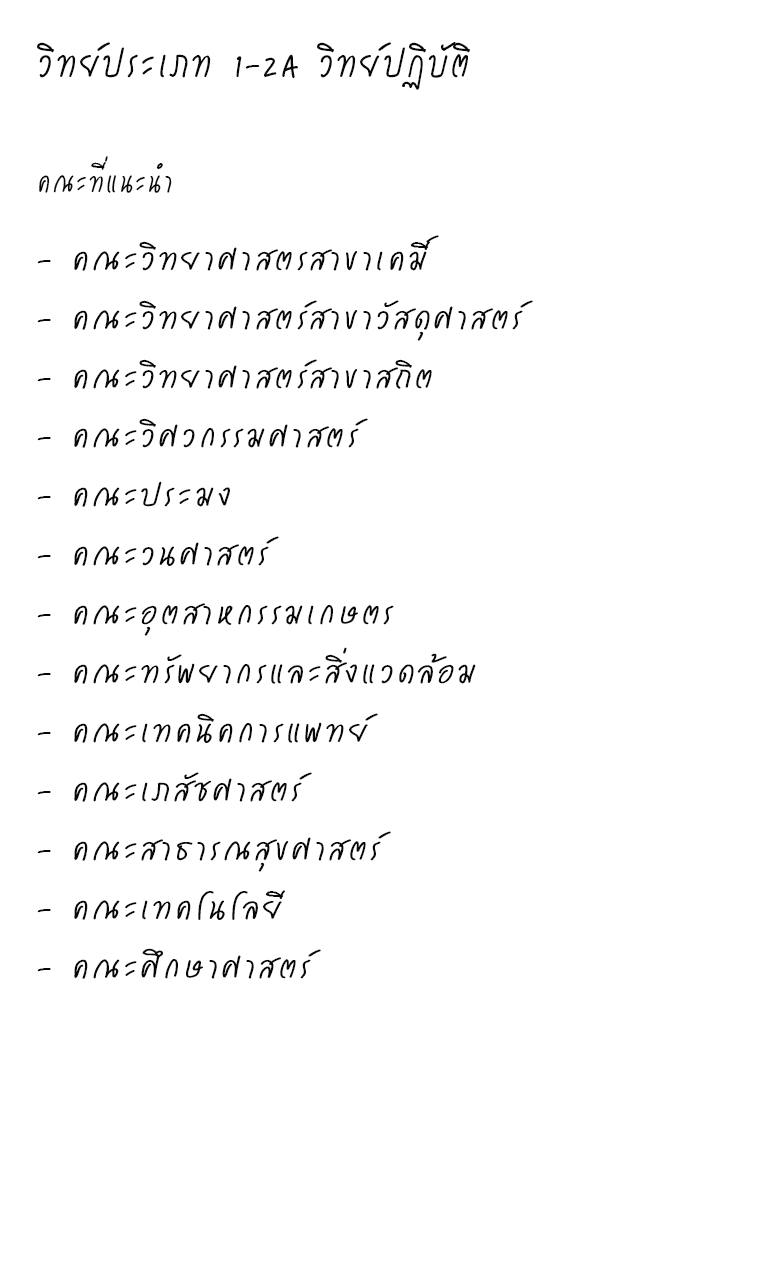 วิทย์ประเภท 1-2A วิทย์ปฏิบัติ
คณะที่แนะนำ
- คณะวิทยาศาสตรสาขาเคมี
- คณะวิทยาศาสตร์สาขาวัสดุศาสตร์
- คณะวิทยาศาสตร์สาขาสถิต
- คณะวิศวกรรมศาสตร์
- คณะประมง
- คณะวนศาสตร์
- คณะอุตสาหกรรมเกษตร
- คณะทรัพยากรและสิ่งแวดล้อม
- คณะเทคนิคการแพทย์
- คณะเภสัชศาสตร์
- คณะสาธารณสุขศาสตร์
- คณะเทคโนโลยี
- คณะศึกษาศาสตร์